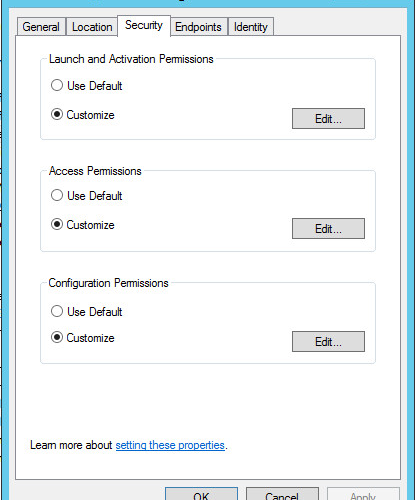 General Location Security Endpoints Identity
Launch and Activation Permissions
Use Default
Customize Edit...
Access Permissions
Use Default
Customize Edit...
Configuration Permissions
Use Default
Customize Edit...
Learn more about setting these properties.
OK Cancel Apply